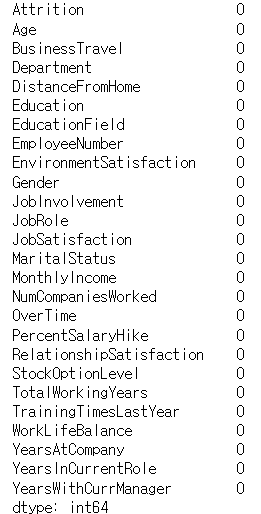 Attrition 0
Age 0
BusinessTravel 0
Department 0
DistanceFromHome 0
Education 0
EducationField 0
EmployeeNumber 0
EnvironmentSatisfaction 0
Gender 0
JobInvolvement 0
JobRole 0
JobSatisfaction 0
MaritalStatus 0
MonthlyIncome 0
NumCompaniesWorked 0
OverTime 0
PercentSalaryHike 0
RelationshipSatisfaction 0
StockOptionLevel 0
TotalWorkingYears 0
TrainingTimesLastYear 0
WorkLifeBalance 0
YearsAtCompany 0
YearsInCurrentRole 0
YearsWithCurrManager 0
dtype: int64